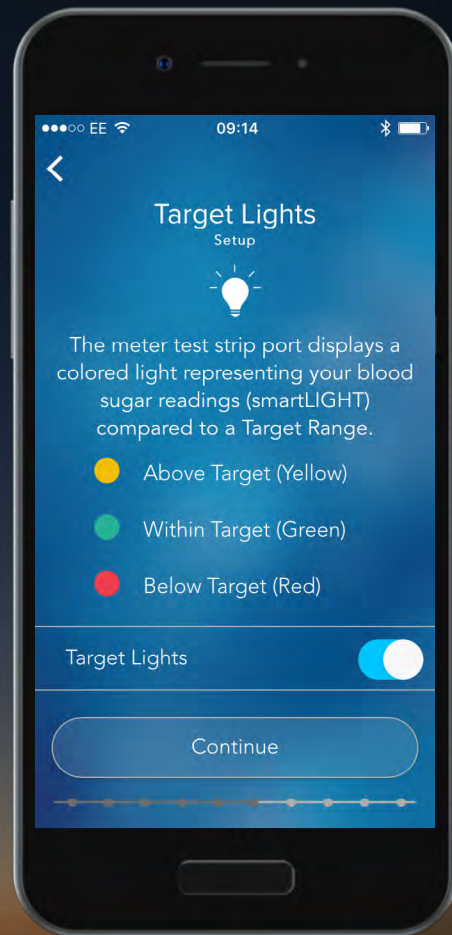 EE 09:14
Target Lights
Setup
The meter test strip port displays a
colored light representing your blood
sugar readings (smartLIGHT)
compared to a Target Range.
Above Target (Yellow)
Within Target (Green)
Below Target (Red)
Target Lights
Continue